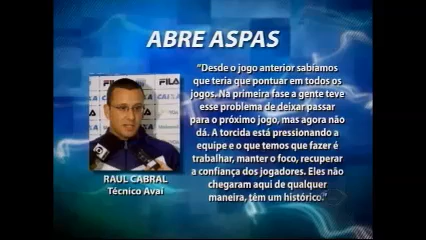 ABRE ASPAS
"Desde o jogo anterior sabíamos
que teria que pontuar em todos os
jogos. Na primeira fase a gente teve
esse problema de deixar passar
para o próximo jogo, mas agora não
dá. A torcida está pressionando a
equipe e o que temos que fazer é
trabalhar, manter o foco, recuperar
a confiança dos jogadores. Eles não
chegaram aqui de qualquer
maneira, têm um histórico."
FILA
FILA
CAIXA
RAUL CABRAL
Técnico Avaí